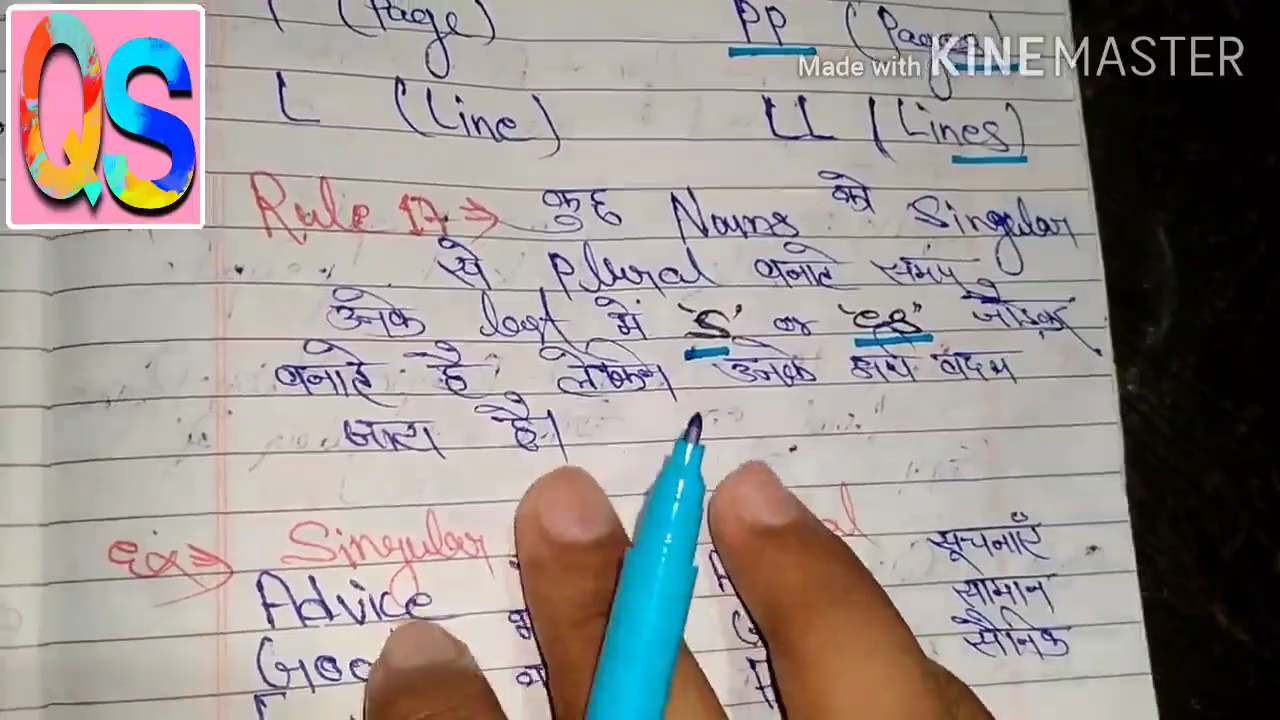 QS
Made with KINEMASTER
(Page) PP (Pages)
L (Line) LL (Lines)
Rule 17 ⇒ कुछ Nouns को Singular
से Plural बनाते समय
उनके last में 'S' or 'es' जोड़कर
बनाते है लेकिन उनके अर्थ बदल
जाते है।
Ex ⇒ Singular
Advice सूचनाएँ
Goo सामान
सैनिक